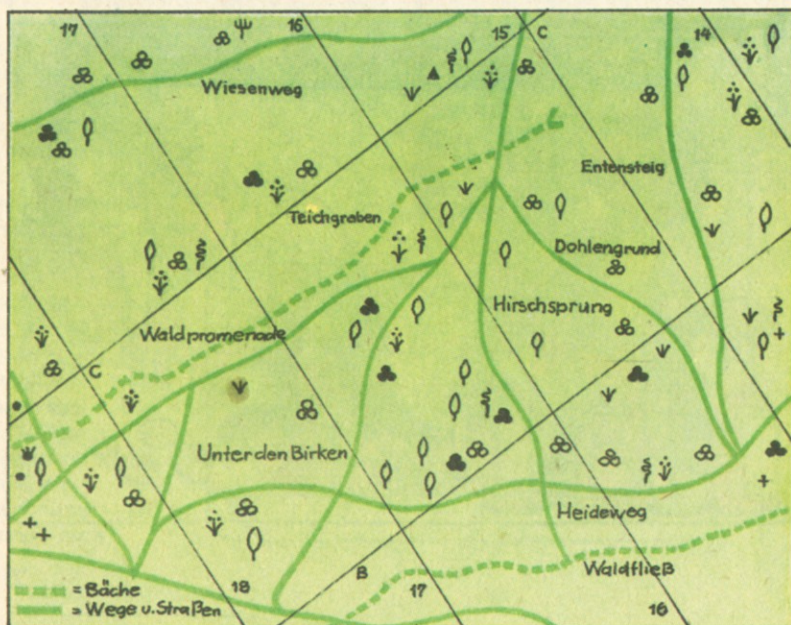 17
16
15
C
14
Wiesenweg
Entensteig
Teichgraben
Dohlengrund
Hirschsprung
Waldpromenade
C
Unter den Birken
Heideweg
Waldfließ
B
= Bäche
18
17
= Wege u. Straßen
16